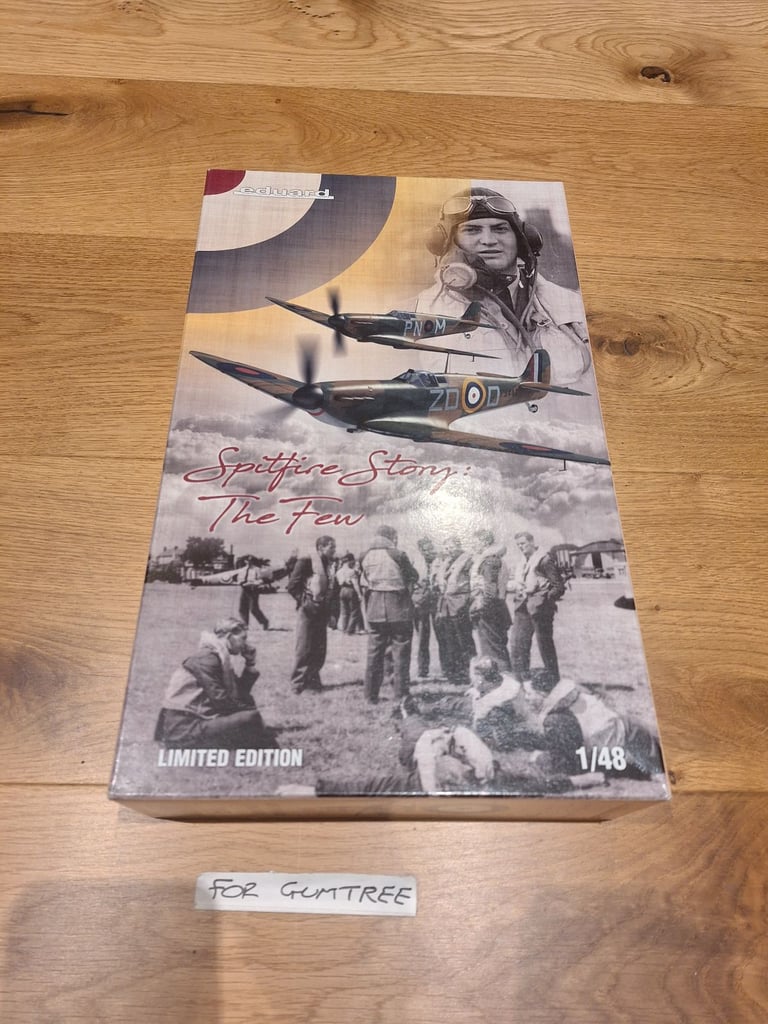 eduard
PN M
ZD D
Spitfire Story:
The Few
LIMITED EDITION
1/48
FOR GUMTREE